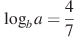 log_b a = 4/7